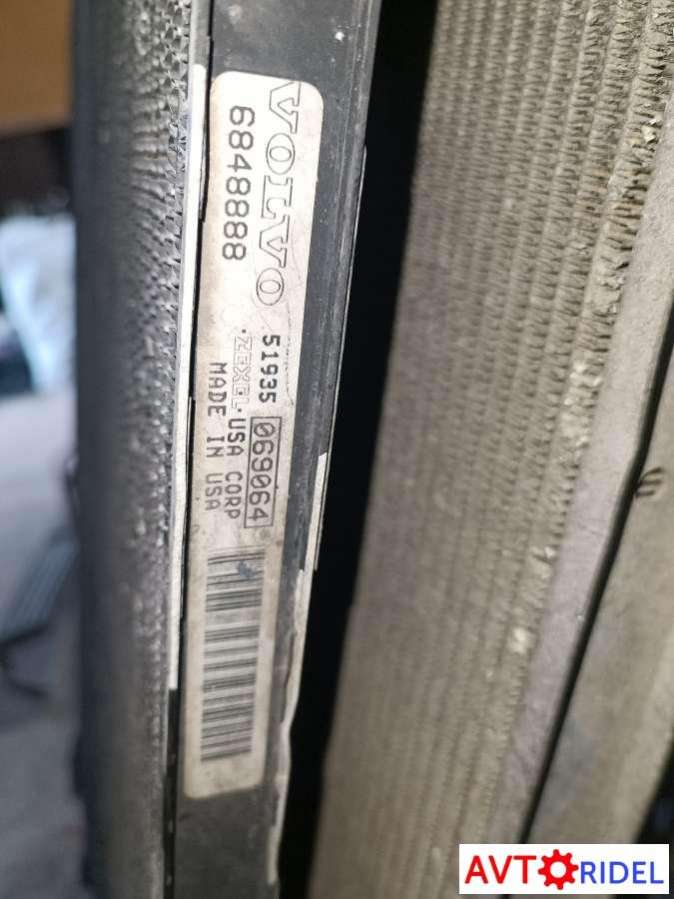 VOLVO
6848888
51935 069064
·ZEXEL·USA CORP
MADE IN USA
AVTORIDEL